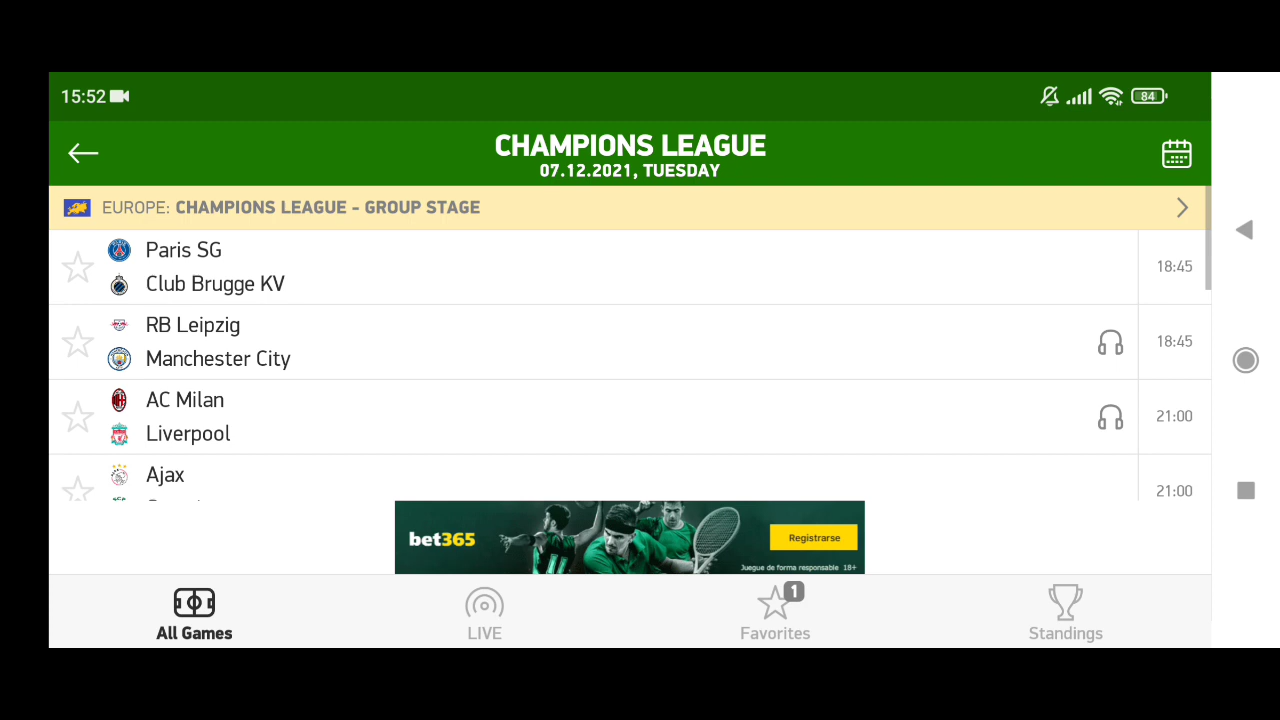 15:52
84
CHAMPIONS LEAGUE
07.12.2021, TUESDAY
EUROPE: CHAMPIONS LEAGUE - GROUP STAGE
Paris SG
Club Brugge KV
18:45
RB Leipzig
Manchester City
18:45
AC Milan
Liverpool
21:00
Ajax
21:00
bet365
Registrarse
Juegue de forma responsable 18+
1
All Games
LIVE
Favorites
Standings